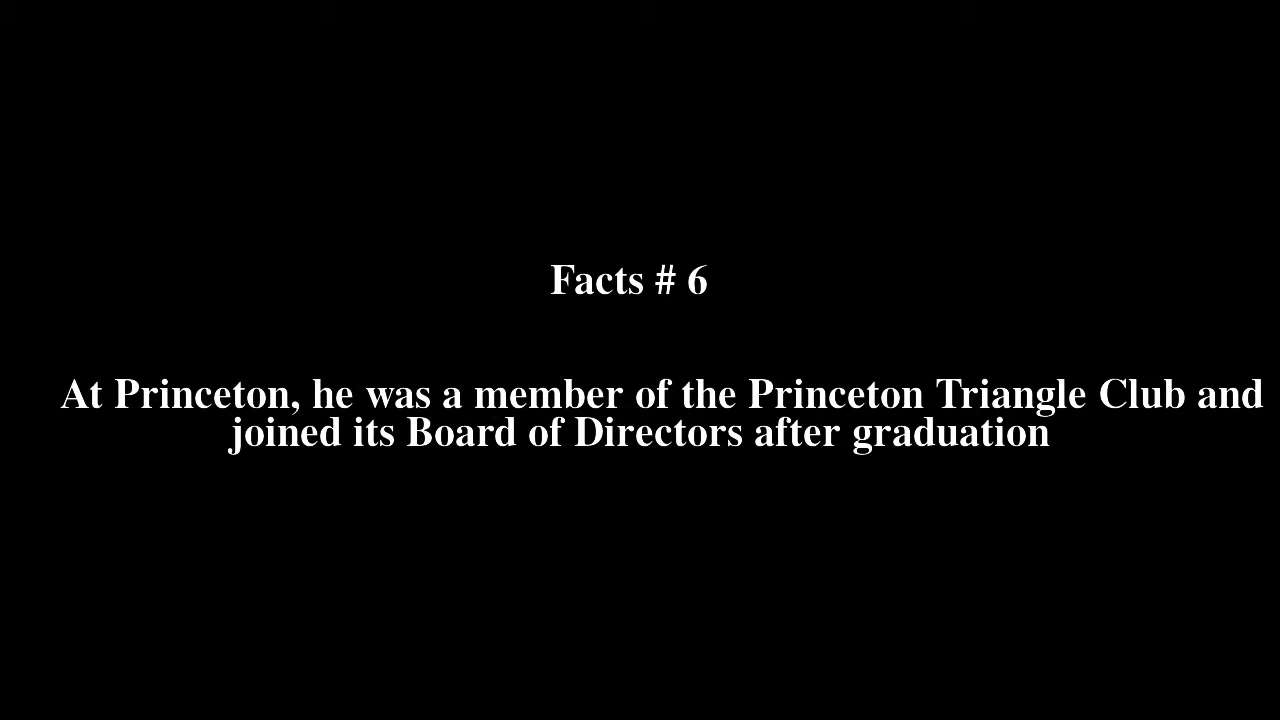 Facts # 6
At Princeton, he was a member of the Princeton Triangle Club and
joined its Board of Directors after graduation